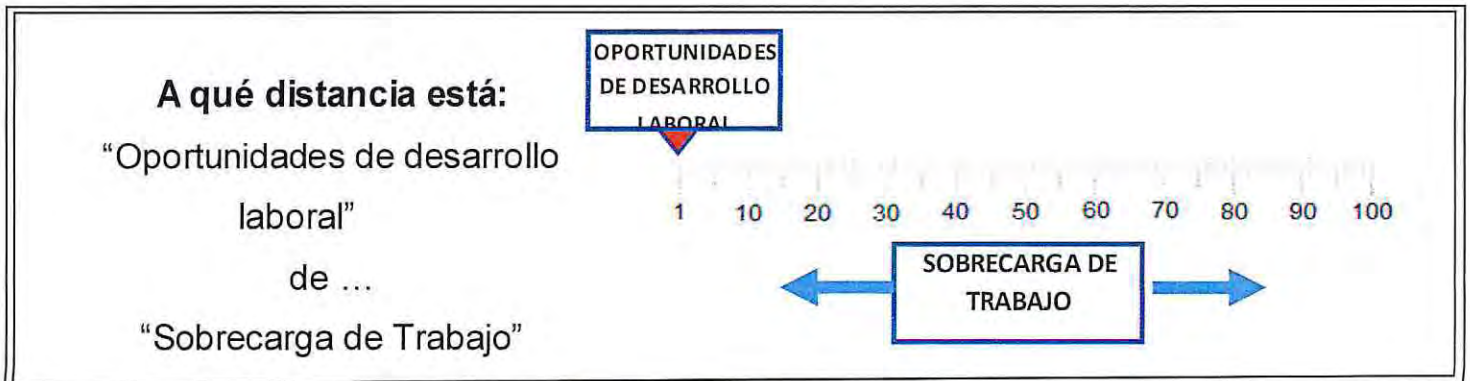 A qué distancia está:
“Oportunidades de desarrollo
laboral”
de ...
“Sobrecarga de Trabajo”
OPORTUNIDADES
DE DESARROLLO
LABORAL
1 10 20 30 40 50 60 70 80 90 100
SOBRECARGA DE
TRABAJO